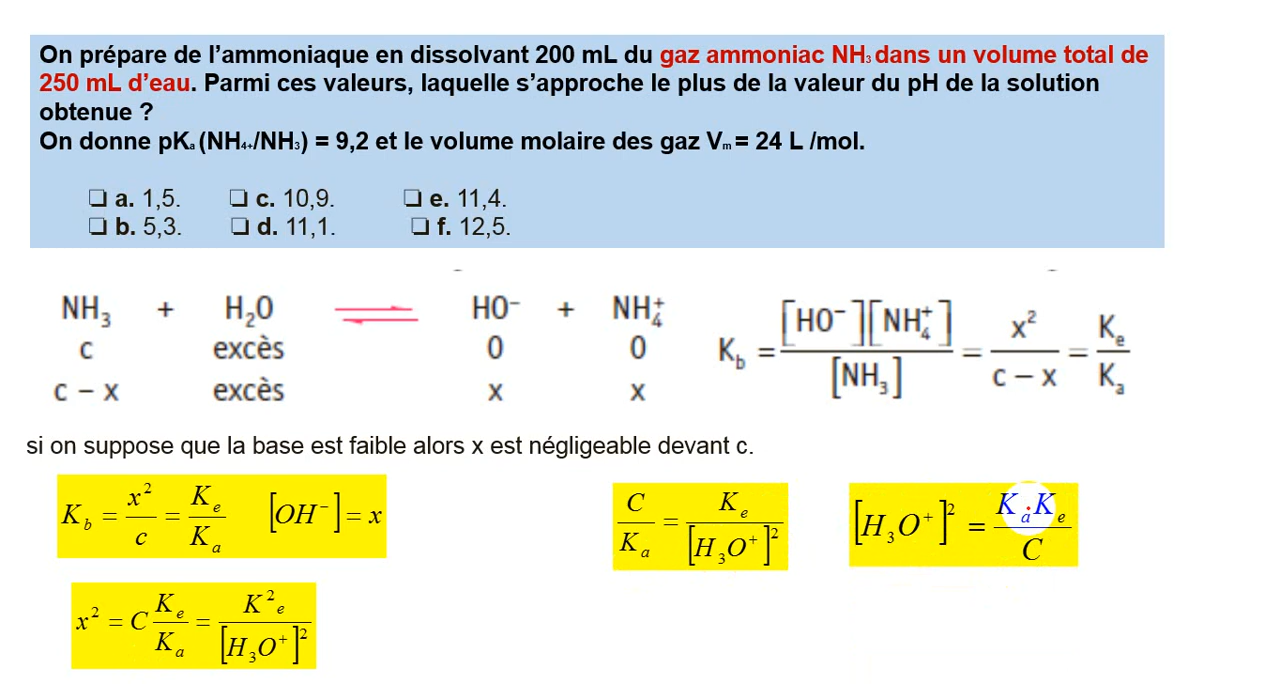 On prépare de l'ammoniaque en dissolvant 200 mL du gaz ammoniac NH₃ dans un volume total de
250 mL d'eau. Parmi ces valeurs, laquelle s'approche le plus de la valeur du pH de la solution
obtenue ?
On donne pKₐ (NH₄₊/NH₃) = 9,2 et le volume molaire des gaz Vₘ = 24 L /mol.
❏ a. 1,5. ❏ c. 10,9. ❏ e. 11,4.
❏ b. 5,3. ❏ d. 11,1. ❏ f. 12,5.
NH₃ + H₂O ⇌ HO⁻ + NH₄⁺
c excès 0 0
c – x excès x x
K_b = [HO⁻][NH₄⁺] / [NH₃] = x² / (c – x) = K_e / K_a
si on suppose que la base est faible alors x est négligeable devant c.
K_b = x² / c = K_e / K_a [OH⁻] = x
C / K_a = K_e / [H₃O⁺]²
[H₃O⁺]² = K_a K_e / C
x² = C K_e / K_a = K²_e / [H₃O⁺]²